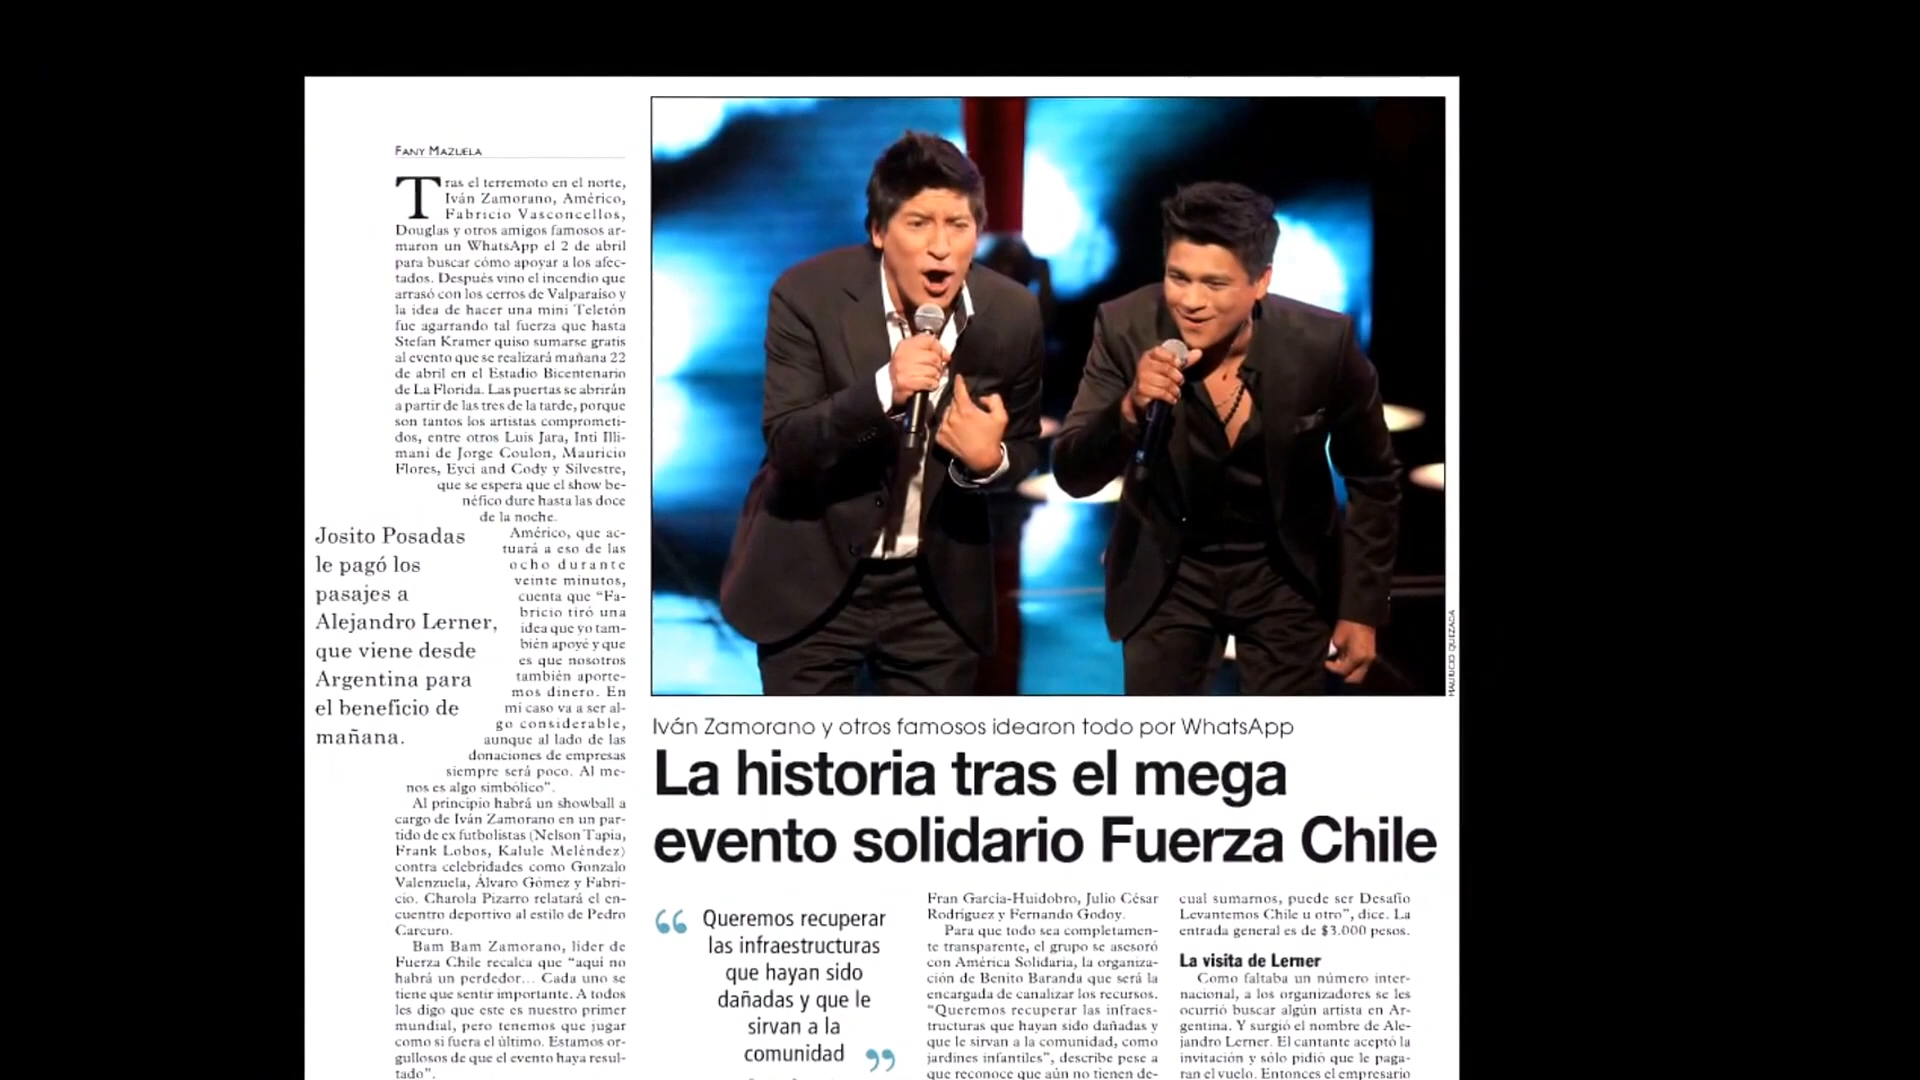 FANY MAZUELA
Tras el terremoto en el norte,
Iván Zamorano, Américo,
Fabricio Vasconcellos,
Douglas y otros amigos famosos ar-
maron un WhatsApp el 2 de abril
para buscar cómo apoyar a los afec-
tados. Después vino el incendio que
arrasó con los cerros de Valparaíso y
la idea de hacer una mini Teletón
fue agarrando tal fuerza que hasta
Stefan Kramer quiso sumarse gratis
al evento que se realizará mañana 22
de abril en el Estadio Bicentenario
de La Florida. Las puertas se abrirán
a partir de las tres de la tarde, porque
son tantos los artistas comprometi-
dos, entre otros Luis Jara, Inti Illi-
mani de Jorge Coulon, Mauricio
Flores, Eyci and Cody y Silvestre,
que se espera que el show be-
néfico dure hasta las doce
de la noche.
Américo, que ac-
tuará a eso de las
ocho durante
veinte minutos,
cuenta que “Fa-
bricio tiró una
idea que yo tam-
bién apoyé y que
es que nosotros
también aporte-
mos dinero. En
mi caso va a ser al-
go considerable,
aunque al lado de las
donaciones de empresas
siempre será poco. Al me-
nos es algo simbólico”.
Al principio habrá un showball a
cargo de Iván Zamorano en un par-
tido de ex futbolistas (Nelson Tapia,
Frank Lobos, Kalule Meléndez)
contra celebridades como Gonzalo
Valenzuela, Álvaro Gómez y Fabri-
cio. Charola Pizarro relatará el en-
cuentro deportivo al estilo de Pedro
Carcuro.
Bam Bam Zamorano, líder de
Fuerza Chile recalca que “aquí no
habrá un perdedor... Cada uno se
tiene que sentir importante. A todos
les digo que este es nuestro primer
mundial, pero tenemos que jugar
como si fuera el último. Estamos or-
gullosos de que el evento haya resul-
tado”.
Josito Posadas
le pagó los
pasajes a
Alejandro Lerner,
que viene desde
Argentina para
el beneficio de
mañana.
MAURICIO QUEZADA
Iván Zamorano y otros famosos idearon todo por WhatsApp
La historia tras el mega
evento solidario Fuerza Chile
“ Queremos recuperar
las infraestructuras
que hayan sido
dañadas y que le
sirvan a la
comunidad ”
Fran García-Huidobro, Julio César
Rodríguez y Fernando Godoy.
Para que todo sea completamen-
te transparente, el grupo se asesoró
con América Solidaria, la organiza-
ción de Benito Baranda que será la
encargada de canalizar los recursos.
“Queremos recuperar las infraes-
tructuras que hayan sido dañadas y
que le sirvan a la comunidad, como
jardines infantiles”, describe pese a
que reconoce que aún no tienen de-
cual sumarnos, puede ser Desafío
Levantemos Chile u otro”, dice. La
entrada general es de $3.000 pesos.
La visita de Lerner
Como faltaba un número inter-
nacional, a los organizadores se les
ocurrió buscar algún artista en Ar-
gentina. Y surgió el nombre de Ale-
jandro Lerner. El cantante aceptó la
invitación y sólo pidió que le paga-
ran el vuelo. Entonces el empresario